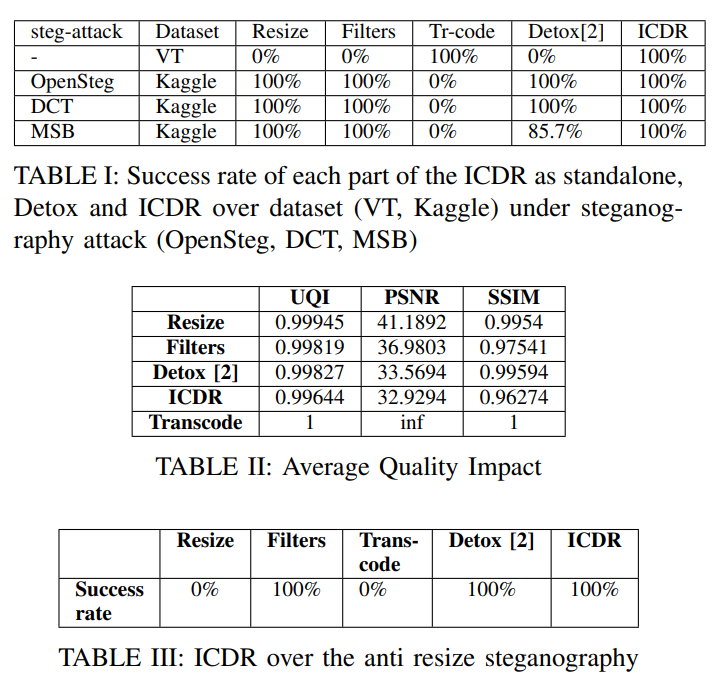 steg-attack Dataset Resize Filters Tr-code Detox[2] ICDR
- VT 0% 0% 100% 0% 100%
OpenSteg Kaggle 100% 100% 0% 100% 100%
DCT Kaggle 100% 100% 0% 100% 100%
MSB Kaggle 100% 100% 0% 85.7% 100%
TABLE I: Success rate of each part of the ICDR as standalone,
Detox and ICDR over dataset (VT, Kaggle) under steganog-
raphy attack (OpenSteg, DCT, MSB)
UQI PSNR SSIM
Resize 0.99945 41.1892 0.9954
Filters 0.99819 36.9803 0.97541
Detox [2] 0.99827 33.5694 0.99594
ICDR 0.99644 32.9294 0.96274
Transcode 1 inf 1
TABLE II: Average Quality Impact
Resize Filters Trans- Detox [2] ICDR
code
Success 0% 100% 0% 100% 100%
rate
TABLE III: ICDR over the anti resize steganography